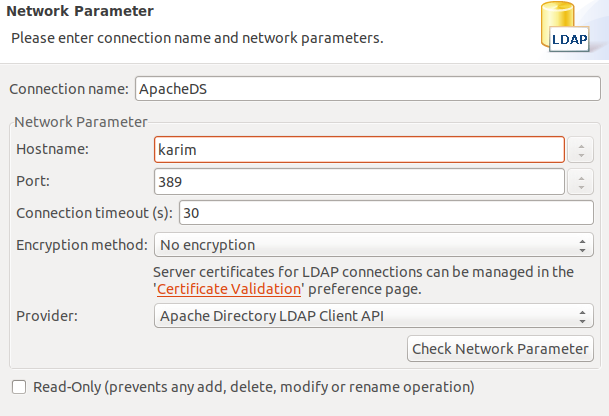 Network Parameter
Please enter connection name and network parameters.
LDAP
Connection name: ApacheDS
Network Parameter
Hostname: karim
Port: 389
Connection timeout (s): 30
Encryption method: No encryption
Server certificates for LDAP connections can be managed in the
'Certificate Validation' preference page.
Provider: Apache Directory LDAP Client API
Check Network Parameter
Read-Only (prevents any add, delete, modify or rename operation)